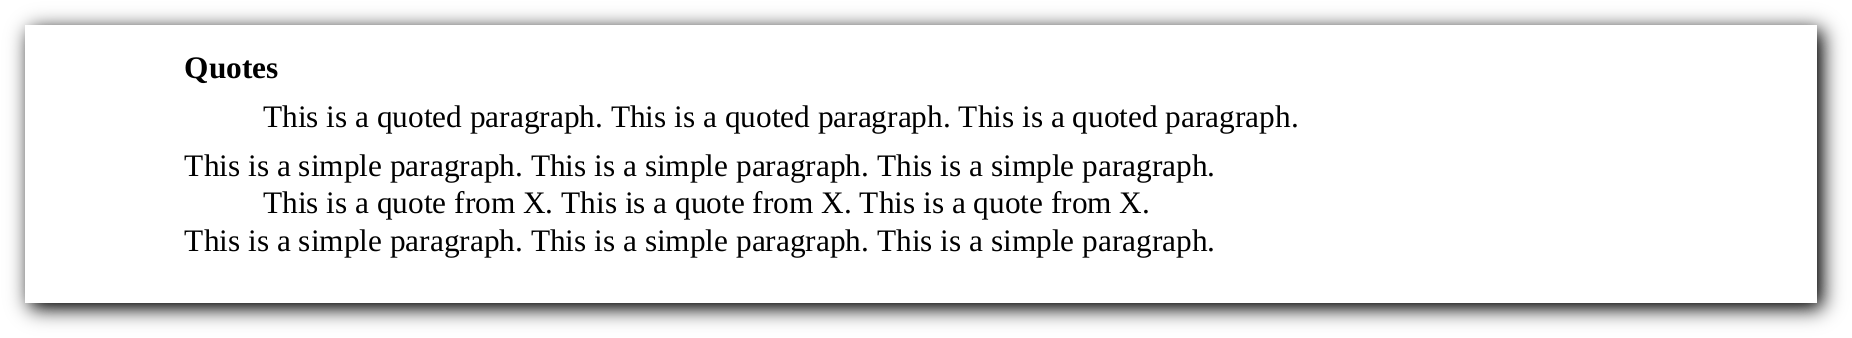 Quotes
This is a quoted paragraph. This is a quoted paragraph. This is a quoted paragraph.
This is a simple paragraph. This is a simple paragraph. This is a simple paragraph.
This is a quote from X. This is a quote from X. This is a quote from X.
This is a simple paragraph. This is a simple paragraph. This is a simple paragraph.